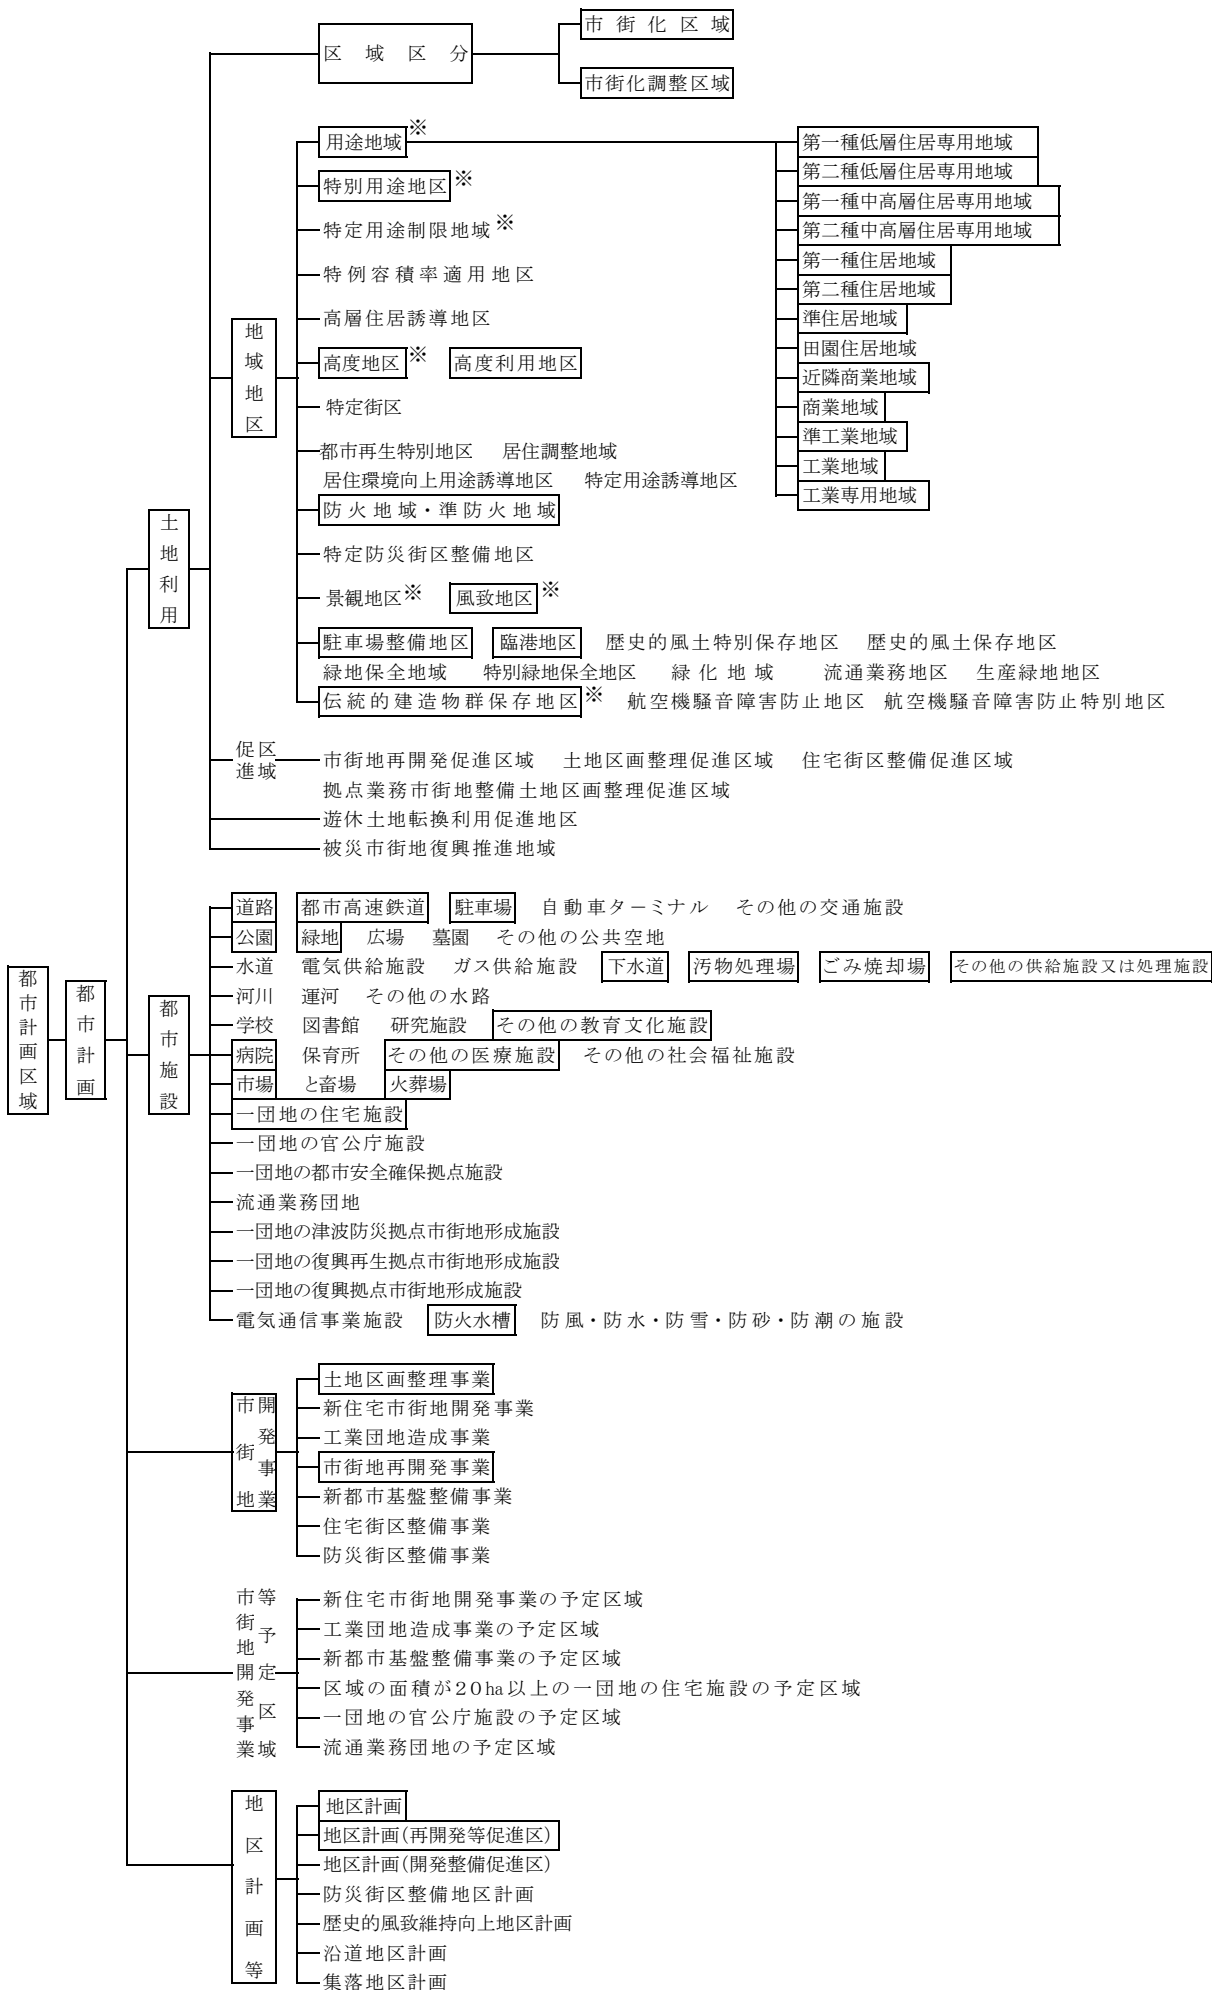 市街化区域
区域区分
市街化調整区域
用途地域※
第一種低層住居専用地域
第二種低層住居専用地域
特別用途地区※
第一種中高層住居専用地域
特定用途制限地域※
第二種中高層住居専用地域
第一種住居地域
特例容積率適用地区
第二種住居地域
高層住居誘導地区
準住居地域
地域地区
田園住居地域
高度地区※ 高度利用地区
近隣商業地域
特定街区
商業地域
準工業地域
都市再生特別地区 居住調整地域
工業地域
居住環境向上用途誘導地区 特定用途誘導地区
工業専用地域
防火地域・準防火地域
土地利用
特定防災街区整備地区
景観地区※ 風致地区※
駐車場整備地区 臨港地区 歴史的風土特別保存地区 歴史的風土保存地区
緑地保全地域 特別緑地保全地区 緑化地域 流通業務地区 生産緑地地区
伝統的建造物群保存地区※ 航空機騒音障害防止地区 航空機騒音障害防止特別地区
促進区域
市街地再開発促進区域 土地区画整理促進区域 住宅街区整備促進区域
拠点業務市街地整備土地区画整理促進区域
遊休土地転換利用促進地区
被災市街地復興推進地域
都市計画区域
都市計画
都市施設
道路 都市高速鉄道 駐車場 自動車ターミナル その他の交通施設
公園 緑地 広場 墓園 その他の公共空地
水道 電気供給施設 ガス供給施設 下水道 汚物処理場 ごみ焼却場 その他の供給施設又は処理施設
河川 運河 その他の水路
学校 図書館 研究施設 その他の教育文化施設
病院 保育所 その他の医療施設 その他の社会福祉施設
市場 と畜場 火葬場
一団地の住宅施設
一団地の官公庁施設
一団地の都市安全確保拠点施設
流通業務団地
一団地の津波防災拠点市街地形成施設
一団地の復興再生拠点市街地形成施設
一団地の復興拠点市街地形成施設
電気通信事業施設 防火水槽 防風・防水・防雪・防砂・防潮の施設
市街地開発事業
土地区画整理事業
新住宅市街地開発事業
工業団地造成事業
市街地再開発事業
新都市基盤整備事業
住宅街区整備事業
防災街区整備事業
市街地開発事業等予定区域
新住宅市街地開発事業の予定区域
工業団地造成事業の予定区域
新都市基盤整備事業の予定区域
区域の面積が20ha以上の一団地の住宅施設の予定区域
一団地の官公庁施設の予定区域
流通業務団地の予定区域
地区計画等
地区計画
地区計画(再開発等促進区)
地区計画(開発整備促進区)
防災街区整備地区計画
歴史的風致維持向上地区計画
沿道地区計画
集落地区計画